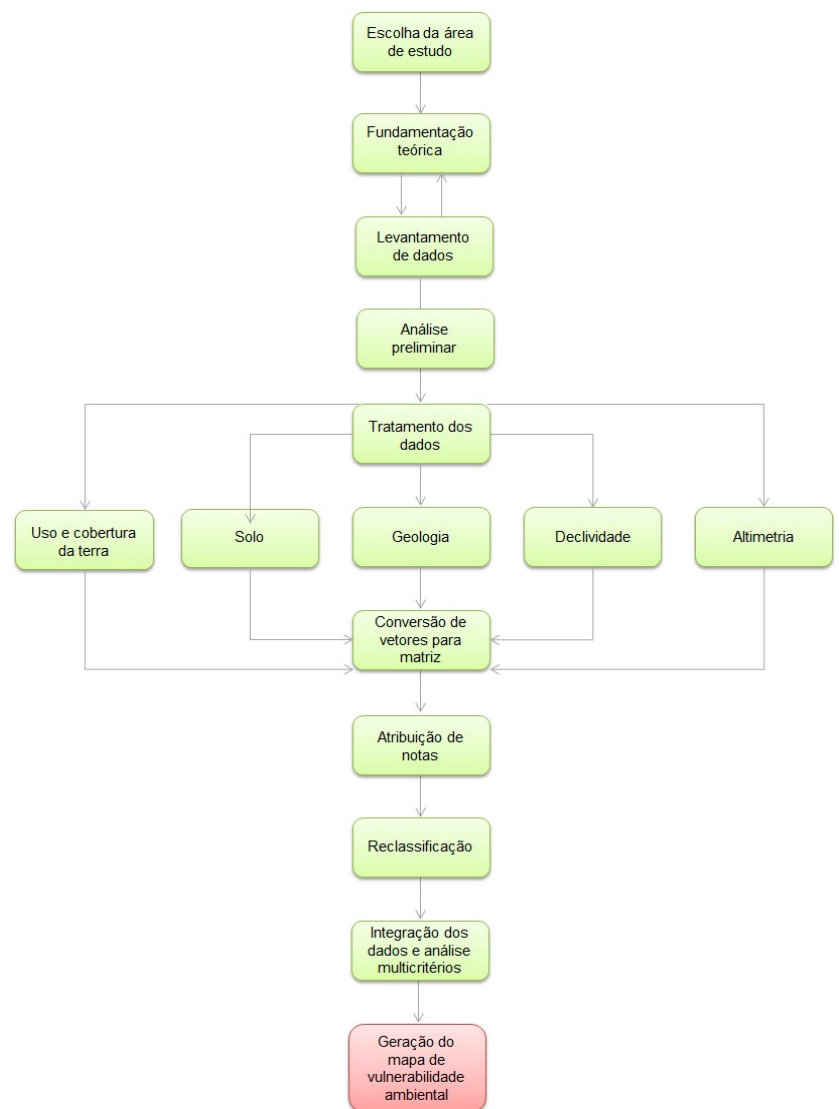 Escolha da área
de estudo
Fundamentação
teórica
Levantamento
de dados
Análise
preliminar
Tratamento dos
dados
Uso e cobertura
da terra
Solo
Geologia
Declividade
Altimetria
Conversão de
vetores para
matriz
Atribuição de
notas
Reclassificação
Integração dos
dados e análise
multicritérios
Geração do
mapa de
vulnerabilidade
ambiental